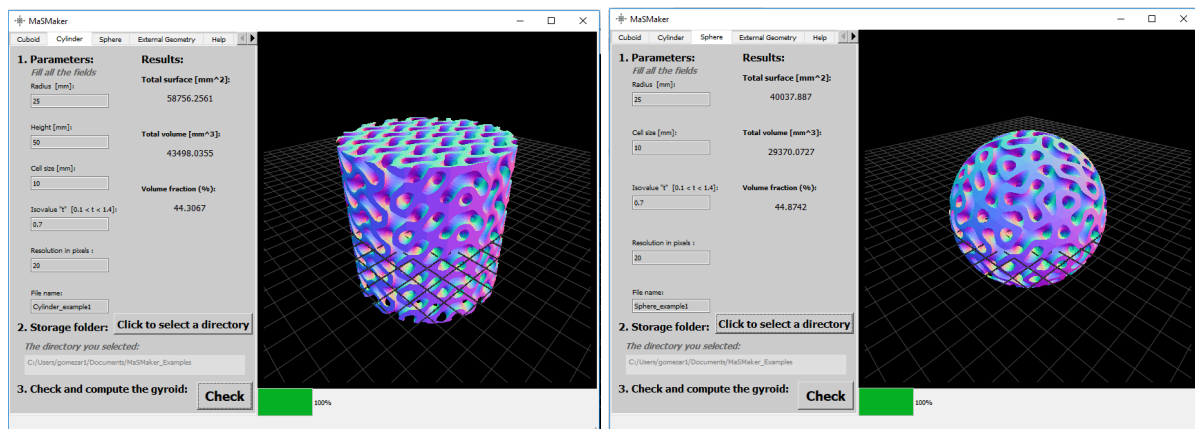 MaSMaker
Cuboid Cylinder Sphere External Geometry Help
1. Parameters: Results:
Fill all the fields
Radius [mm]: Total surface [mm^2]:
25 58756.2561
Height [mm]: Total volume [mm^3]:
50 43498.0355
Cell size [mm]:
10
Volume fraction (%):
Isovalue "t" [0.1 < t < 1.4]: 44.3067
0.7
Resolution in pixels :
20
File name:
Cylinder_example1
2. Storage folder: Click to select a directory
The directory you selected:
C:/Users/gomesar1/Documents/MaSMaker_Examples
3. Check and compute the gyroid: Check
100%
MaSMaker
Cuboid Cylinder Sphere External Geometry Help
1. Parameters: Results:
Fill all the fields
Radius [mm]: Total surface [mm^2]:
25 40037.887
Cell size [mm]: Total volume [mm^3]:
10 29370.0727
Isovalue "t" [0.1 < t < 1.4]: Volume fraction (%):
0.7 44.8742
Resolution in pixels :
20
File name:
Sphere_example1
2. Storage folder: Click to select a directory
The directory you selected:
C:/Users/gomesar1/Documents/MaSMaker_Examples
3. Check and compute the gyroid: Check
100%